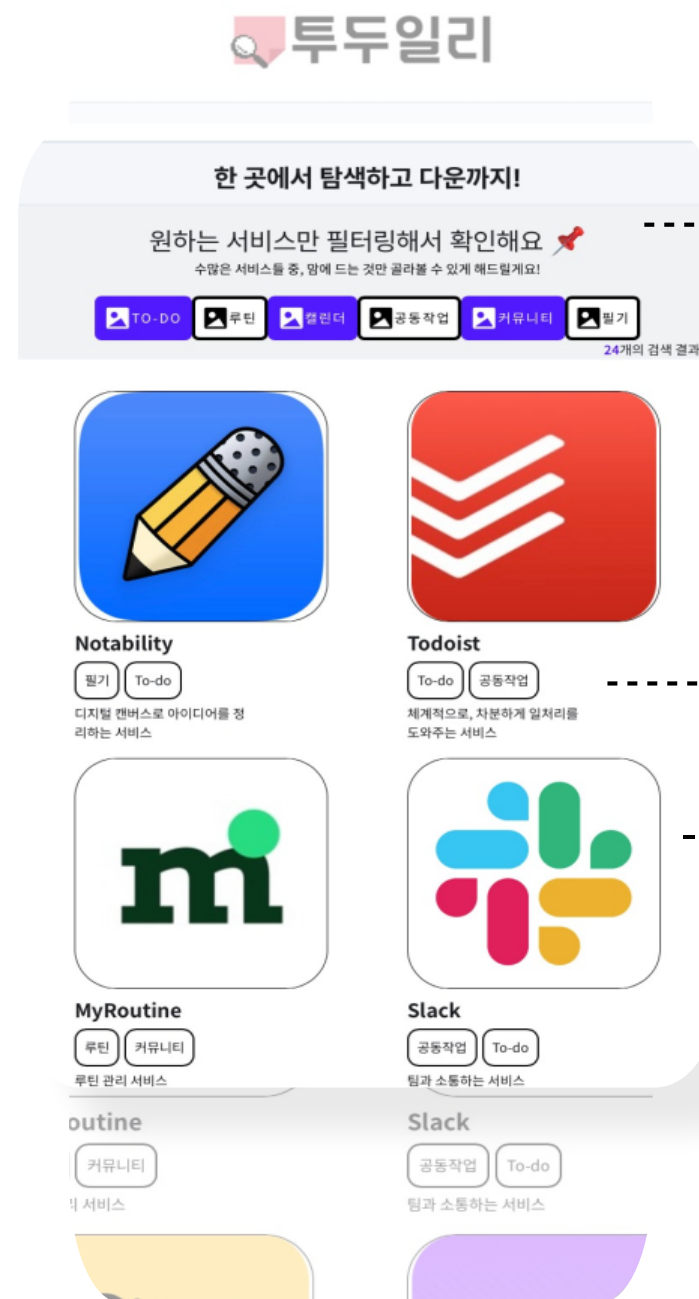 투두일리
한 곳에서 탐색하고 다운까지!
원하는 서비스만 필터링해서 확인해요
수많은 서비스들 중, 맘에 드는 것만 골라볼 수 있게 해드릴게요!
TO-DO 루틴 캘린더 공동작업 커뮤니티 필기
24개의 검색 결과
Notability
필기 To-do
디지털 캔버스로 아이디어를 정
리하는 서비스
Todoist
To-do 공동작업
체계적으로, 차분하게 일처리를
도와주는 서비스
m
MyRoutine
루틴 커뮤니티
루틴 관리 서비스
Slack
공동작업 To-do
팀과 소통하는 서비스
outine
커뮤니티
리 서비스
Slack
공동작업 To-do
팀과 소통하는 서비스